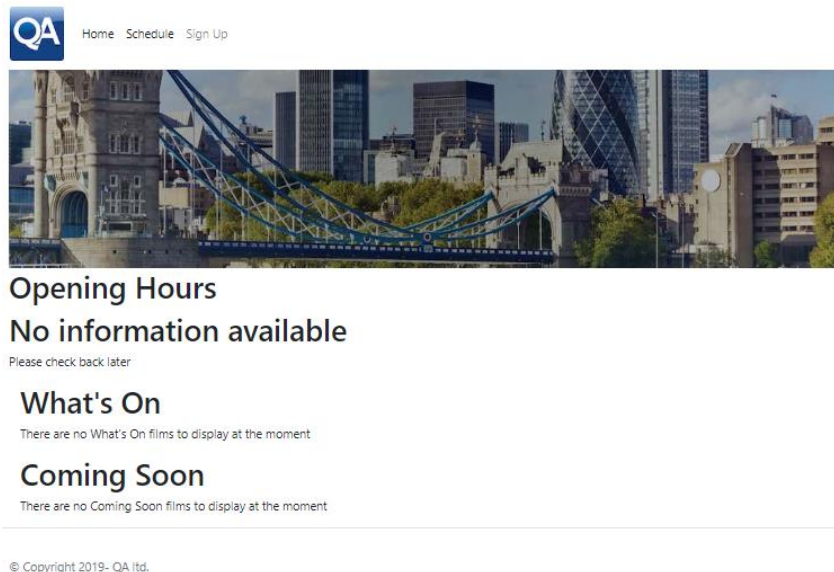 QA
Home Schedule Sign Up
Opening Hours
No information available
Please check back later
What's On
There are no What's On films to display at the moment
Coming Soon
There are no Coming Soon films to display at the moment
© Copyright 2019- QA ltd.